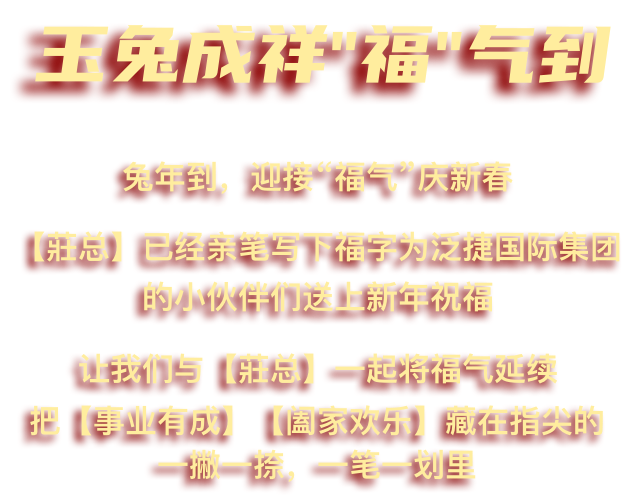 玉兔成祥"福"气到
兔年到，迎接“福气”庆新春
【莊总】已经亲笔写下福字为泛捷国际集团
的小伙伴们送上新年祝福
让我们与【莊总】一起将福气延续
把【事业有成】【阖家欢乐】藏在指尖的
一撇一捺，一笔一划里